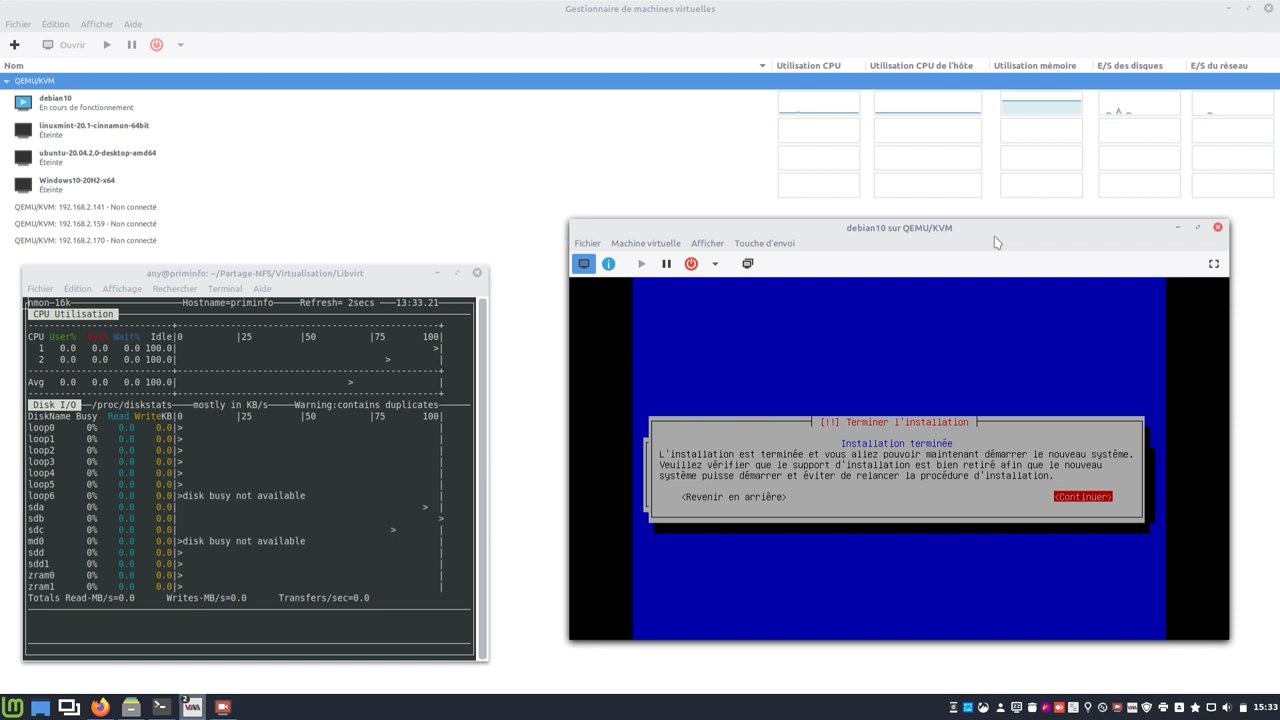 Gestionnaire de machines virtuelles
Fichier Édition Afficher Aide
Ouvrir
Nom Utilisation CPU Utilisation CPU de l'hôte Utilisation mémoire E/S des disques E/S du réseau
QEMU/KVM
debian10
En cours de fonctionnement
linuxmint-20.1-cinnamon-64bit
Éteinte
ubuntu-20.04.2.0-desktop-amd64
Éteinte
Windows10-20H2-x64
Éteinte
QEMU/KVM: 192.168.2.141 - Non connecté
QEMU/KVM: 192.168.2.159 - Non connecté
QEMU/KVM: 192.168.2.170 - Non connecté
any@priminfo: ~/Partage-NFS/Virtualisation/Libvirt
Fichier Édition Affichage Rechercher Terminal Aide
nmon-16k Hostname=priminfo Refresh= 2secs 13:33.21
CPU Utilisation
CPU User% Sys% Wait% Idle|0 |25 |50 |75 100|
1 0.0 0.0 0.0 100.0| >|
2 0.0 0.0 0.0 100.0| > |
Avg 0.0 0.0 0.0 100.0| > |
Disk I/O /proc/diskstats mostly in KB/s Warning:contains duplicates
DiskName Busy Read WriteKB|0 |25 |50 |75 100|
loop0 0% 0.0 0.0|> |
loop1 0% 0.0 0.0|> |
loop2 0% 0.0 0.0|> |
loop3 0% 0.0 0.0|> |
loop4 0% 0.0 0.0|> |
loop5 0% 0.0 0.0|> |
loop6 0% 0.0 0.0|>disk busy not available |
sda 0% 0.0 0.0| > |
sdb 0% 0.0 0.0| >
sdc 0% 0.0 0.0| > |
md0 0% 0.0 0.0|>disk busy not available |
sdd 0% 0.0 0.0|> |
sdd1 0% 0.0 0.0|> |
zram0 0% 0.0 0.0|> |
zram1 0% 0.0 0.0|> |
Totals Read-MB/s=0.0 Writes-MB/s=0.0 Transfers/sec=0.0
debian10 sur QEMU/KVM
Fichier Machine virtuelle Afficher Touche d'envoi
[!!] Terminer l'installation
Installation terminée
L'installation est terminée et vous allez pouvoir maintenant démarrer le nouveau système.
Veuillez vérifier que le support d'installation est bien retiré afin que le nouveau
système puisse démarrer et éviter de relancer la procédure d'installation.
<Revenir en arrière> <Continuer>
2
15:33